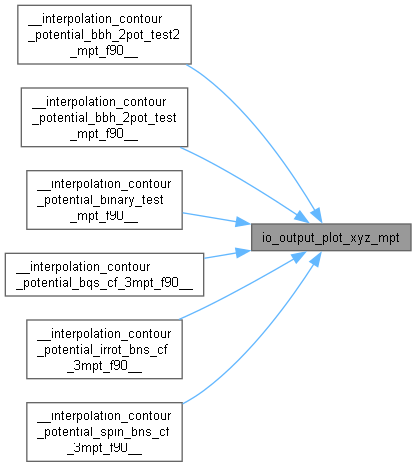 __interpolation_contour
_potential_bbh_2pot_test2
_mpt_f90__
__interpolation_contour
_potential_bbh_2pot_test
_mpt_f90__
__interpolation_contour
_potential_binary_test
_mpt_f90__
io_output_plot_xyz_mpt
__interpolation_contour
_potential_bqs_cf_3mpt_f90__
__interpolation_contour
_potential_irrot_bns_cf
_3mpt_f90__
__interpolation_contour
_potential_spin_bns_cf
_3mpt_f90__